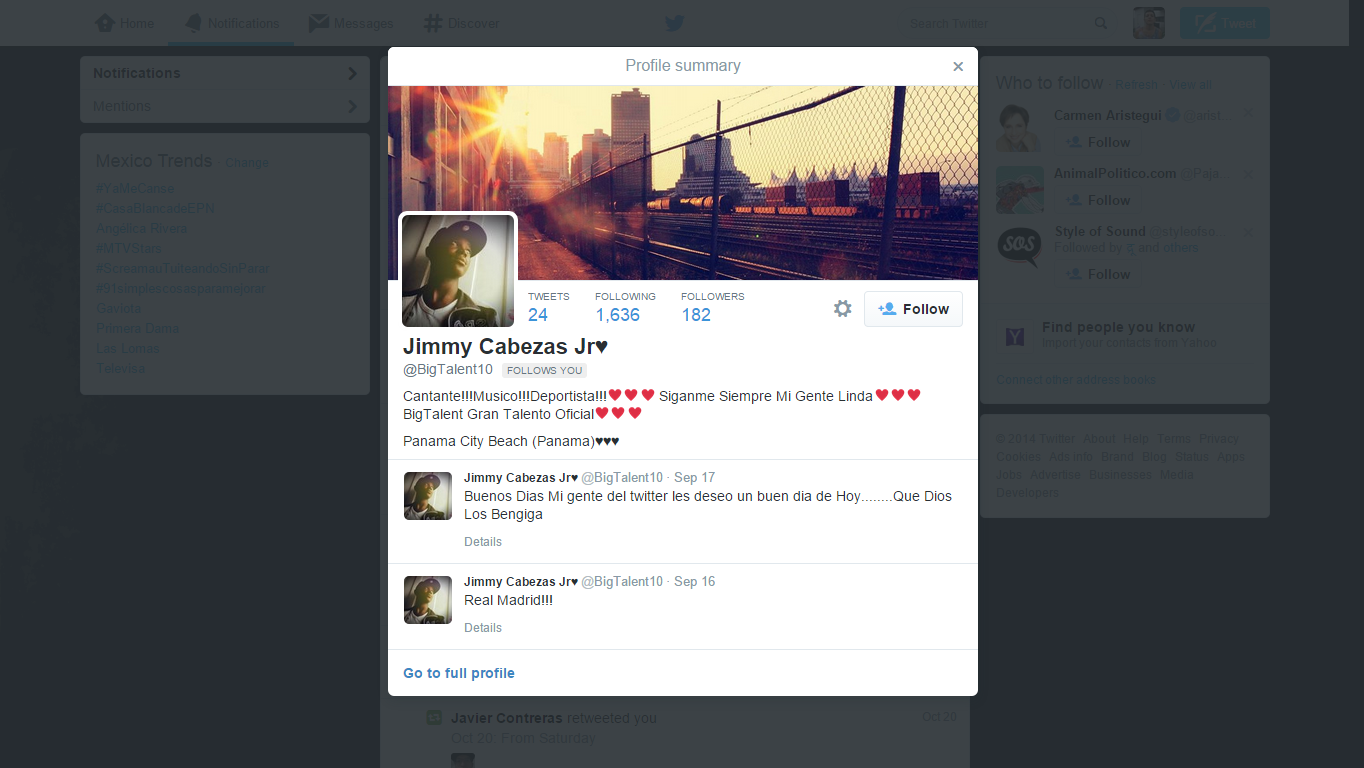 Home Notifications Messages # Discover Search Twitter Tweet
Notifications
Mentions
Mexico Trends Change
#YaMeCanse
#CasaBlancadeEPN
Angélica Rivera
#MTVStars
#ScreamauTuiteandoSinParar
#91simplescosasparamejorar
Gaviota
Primera Dama
Las Lomas
Televisa
Profile summary ×
TWEETS FOLLOWING FOLLOWERS
24 1,636 182
Follow
Jimmy Cabezas Jr♥
@BigTalent10 FOLLOWS YOU
Cantante!!!Musico!!!Deportista!!!♥♥♥ Siganme Siempre Mi Gente Linda♥♥♥
BigTalent Gran Talento Oficial♥♥♥
Panama City Beach (Panama)♥♥♥
Jimmy Cabezas Jr♥ @BigTalent10 · Sep 17
Buenos Dias Mi gente del twitter les deseo un buen dia de Hoy........Que Dios
Los Bengiga
Details
Jimmy Cabezas Jr♥ @BigTalent10 · Sep 16
Real Madrid!!!
Details
Go to full profile
Javier Contreras retweeted you Oct 20
Oct 20: From Saturday
Who to follow Refresh · View all
Carmen Aristegui @arist...
Follow
AnimalPolitico.com @Paja...
Follow
SOS
Style of Sound @styleofso...
Followed by and others
Follow
Find people you know
Import your contacts from Yahoo
Connect other address books
© 2014 Twitter About Help Terms Privacy
Cookies Ads info Brand Blog Status Apps
Jobs Advertise Businesses Media
Developers